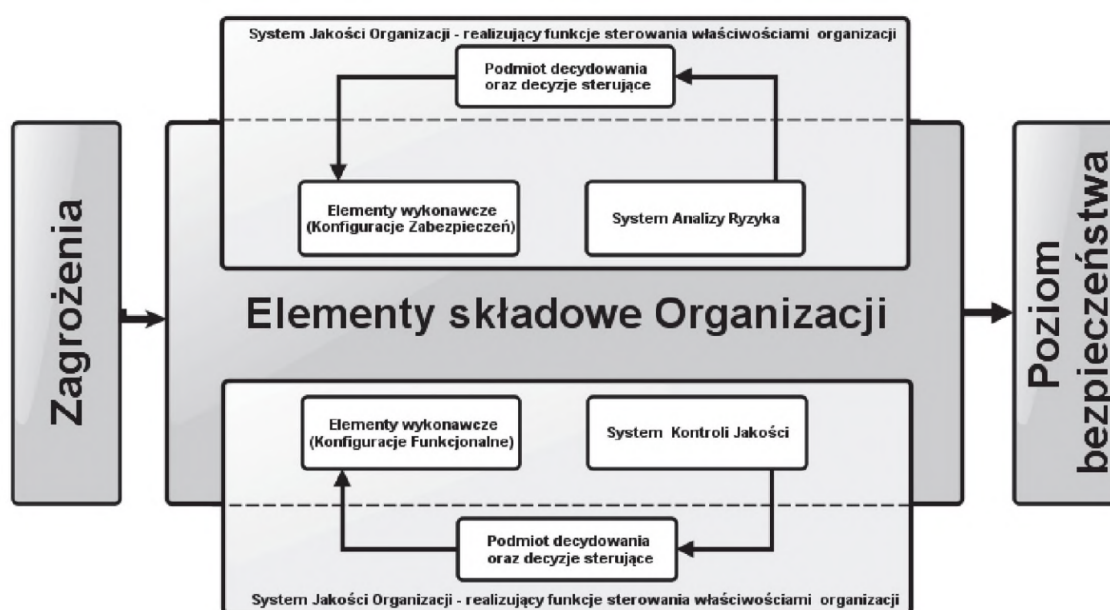 System Jakości Organizacji - realizujący funkcje sterowania właściwościami organizacji
Podmiot decydowania
oraz decyzje sterujące
Elementy wykonawcze
(Konfiguracje Zabezpieczeń)
System Analizy Ryzyka
Zagrożenia
Elementy składowe Organizacji
Poziom
bezpieczeństwa
Elementy wykonawcze
(Konfiguracje Funkcjonalne)
System Kontroli Jakości
Podmiot decydowania
oraz decyzje sterujące
System Jakości Organizacji - realizujący funkcje sterowania właściwościami organizacji